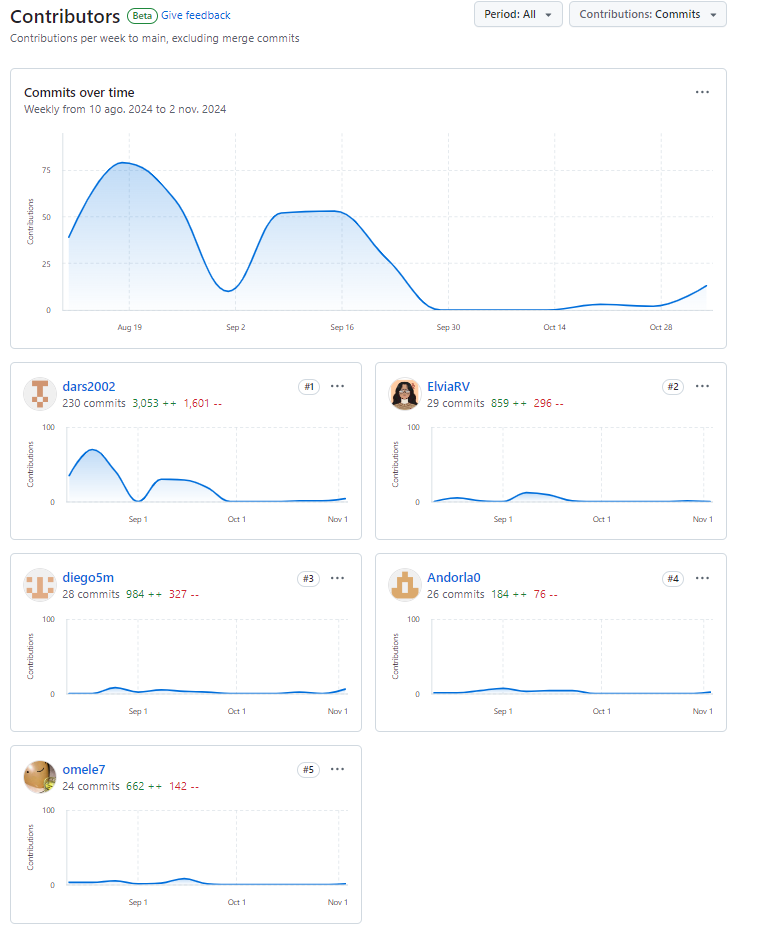 Contributors Beta Give feedback
Period: All
Contributions: Commits
Contributions per week to main, excluding merge commits
Commits over time
Weekly from 10 ago. 2024 to 2 nov. 2024
Contributions
75
50
25
0
Aug 19 Sep 2 Sep 16 Sep 30 Oct 14 Oct 28
dars2002 #1
230 commits 3,053 ++ 1,601 --
Contributions
100
0
Sep 1 Oct 1 Nov 1
ElviaRV #2
29 commits 859 ++ 296 --
Contributions
100
0
Sep 1 Oct 1 Nov 1
diego5m #3
28 commits 984 ++ 327 --
Contributions
100
0
Sep 1 Oct 1 Nov 1
Andorla0 #4
26 commits 184 ++ 76 --
Contributions
100
0
Sep 1 Oct 1 Nov 1
omele7 #5
24 commits 662 ++ 142 --
Contributions
100
0
Sep 1 Oct 1 Nov 1